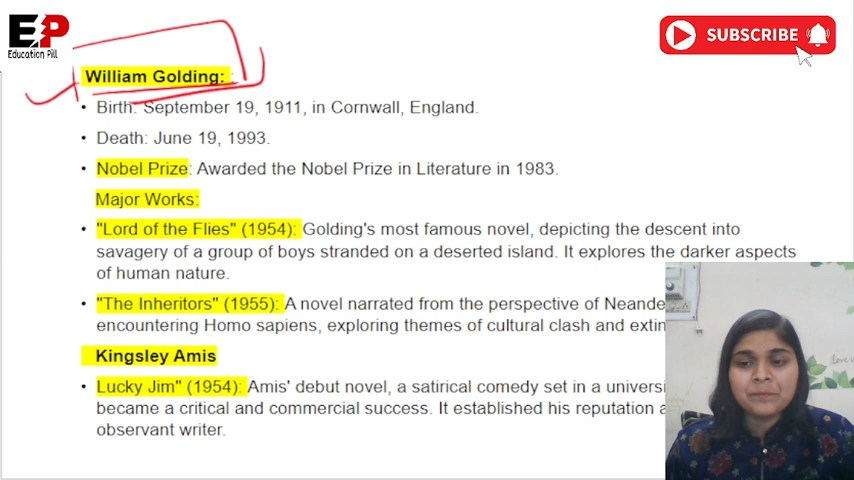 EP
Education Pill
SUBSCRIBE
William Golding:
• Birth: September 19, 1911, in Cornwall, England.
• Death: June 19, 1993.
• Nobel Prize: Awarded the Nobel Prize in Literature in 1983.
Major Works:
• "Lord of the Flies" (1954): Golding's most famous novel, depicting the descent into
savagery of a group of boys stranded on a deserted island. It explores the darker aspects
of human nature.
• "The Inheritors" (1955): A novel narrated from the perspective of
encountering Homo sapiens, exploring themes of cultural clash and
Kingsley Amis
• Lucky Jim" (1954): Amis' debut novel, a satirical comedy set in a
became a critical and commercial success. It established his reputation
observant writer.